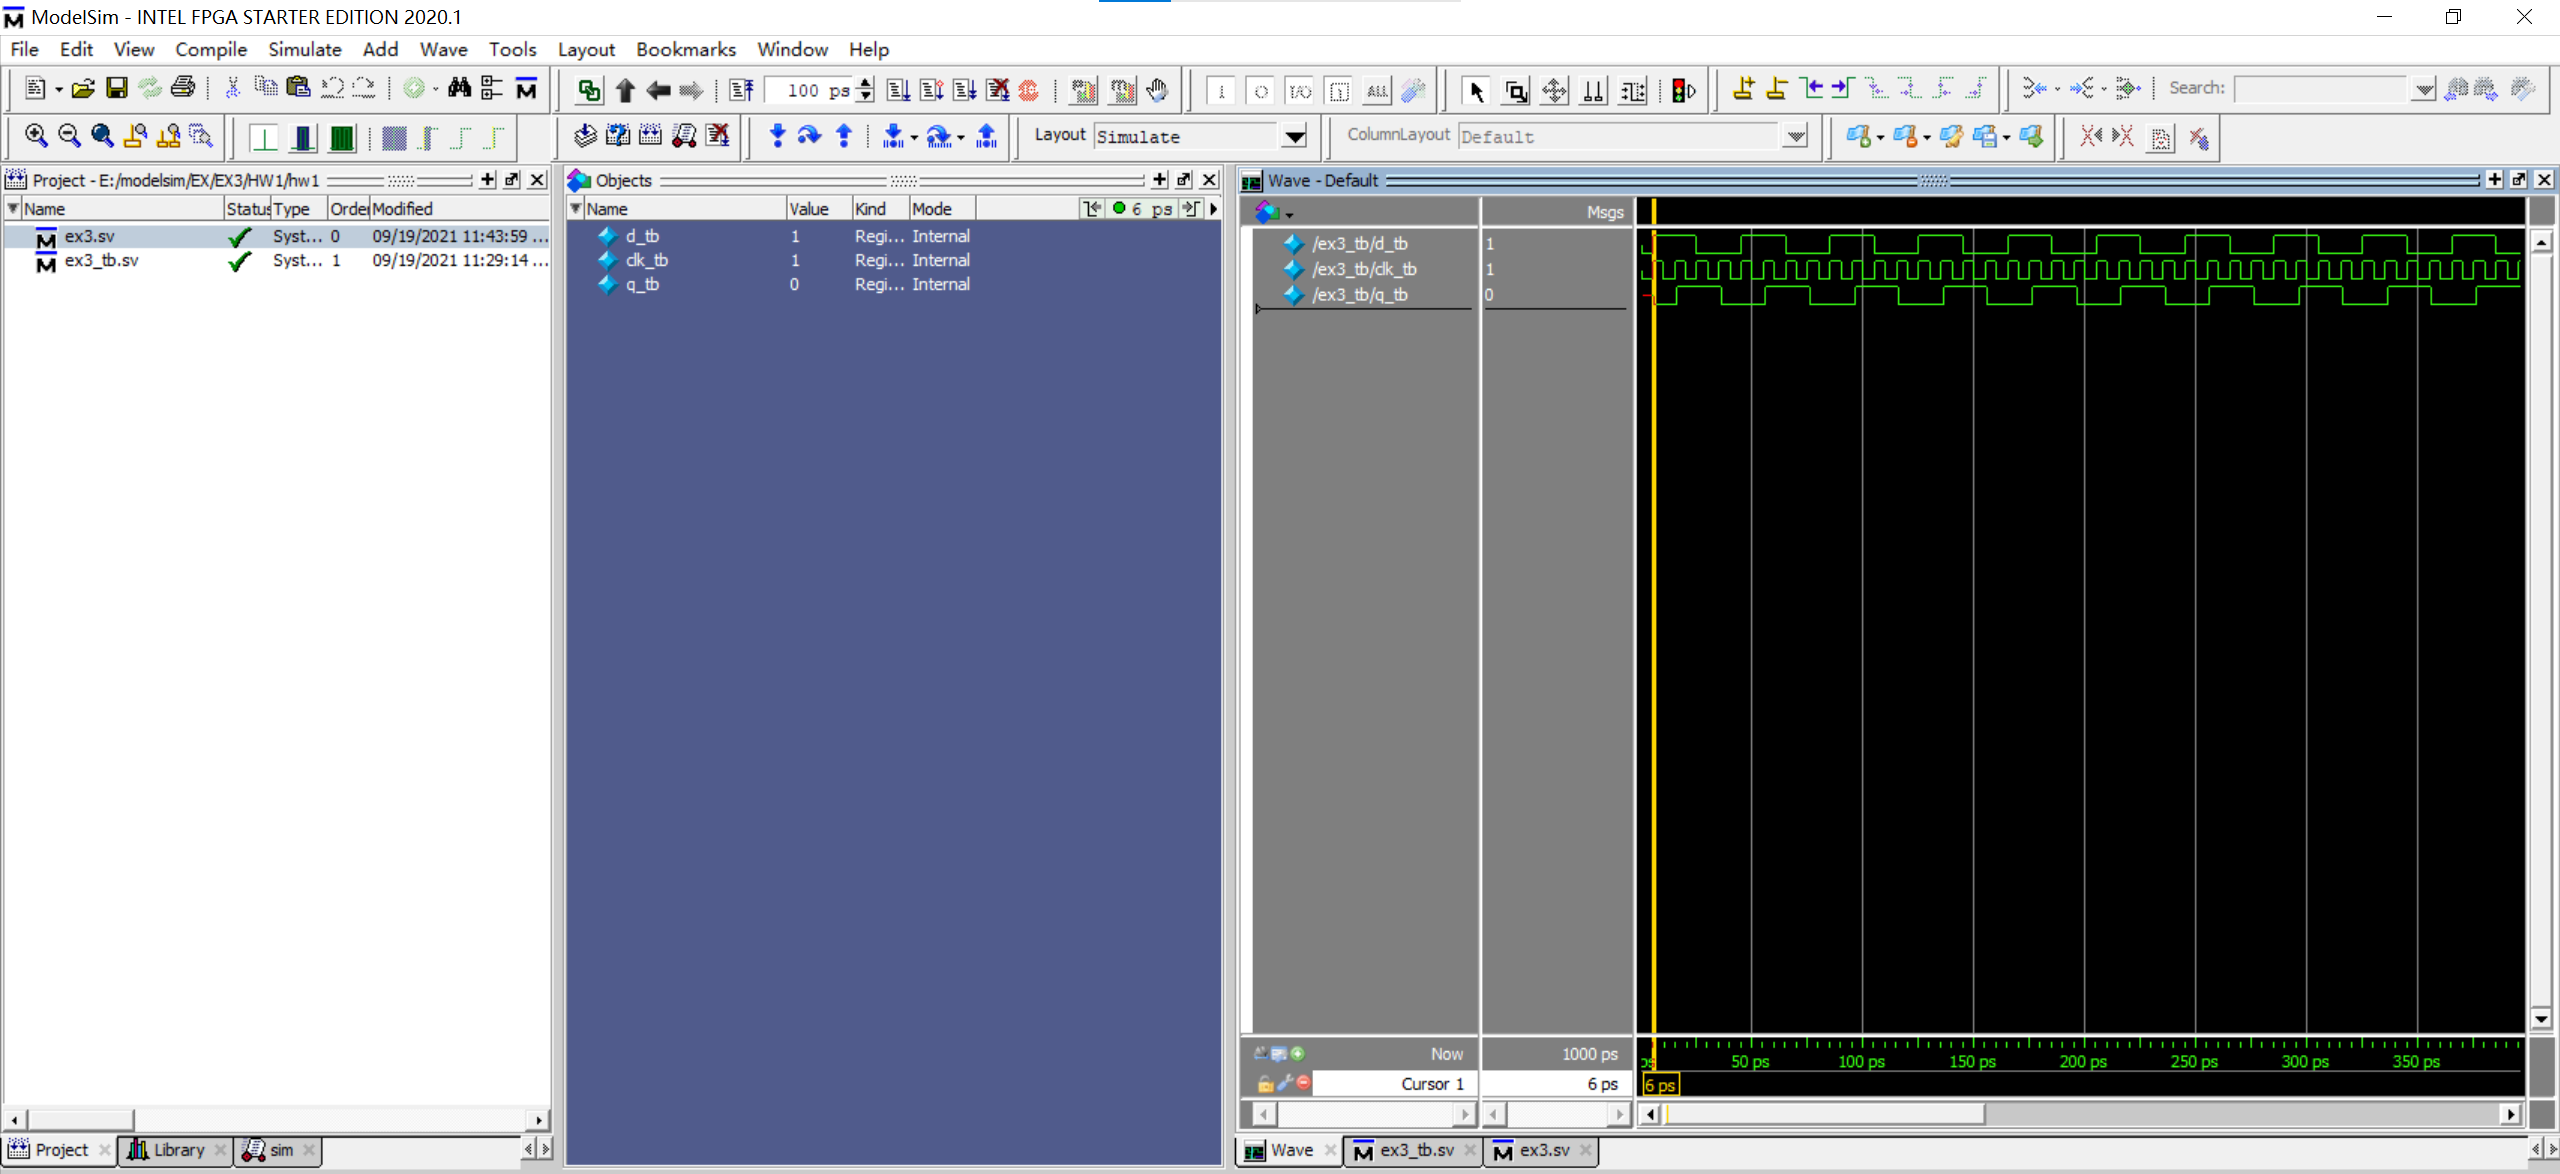 ModelSim - INTEL FPGA STARTER EDITION 2020.1
File Edit View Compile Simulate Add Wave Tools Layout Bookmarks Window Help
100 ps
Search:
Layout Simulate
ColumnLayout Default
Project - E:/modelsim/EX/EX3/HW1/hw1
Name Status Type Order Modified
ex3.sv Syst... 0 09/19/2021 11:43:59 ...
ex3_tb.sv Syst... 1 09/19/2021 11:29:14 ...
Objects
Name Value Kind Mode 6 ps
d_tb 1 Regi... Internal
clk_tb 1 Regi... Internal
q_tb 0 Regi... Internal
Wave - Default
Msgs
/ex3_tb/d_tb 1
/ex3_tb/clk_tb 1
/ex3_tb/q_tb 0
Now 1000 ps
50 ps 100 ps 150 ps 200 ps 250 ps 300 ps 350 ps
Cursor 1 6 ps
6 ps
Project Library sim
Wave ex3_tb.sv ex3.sv